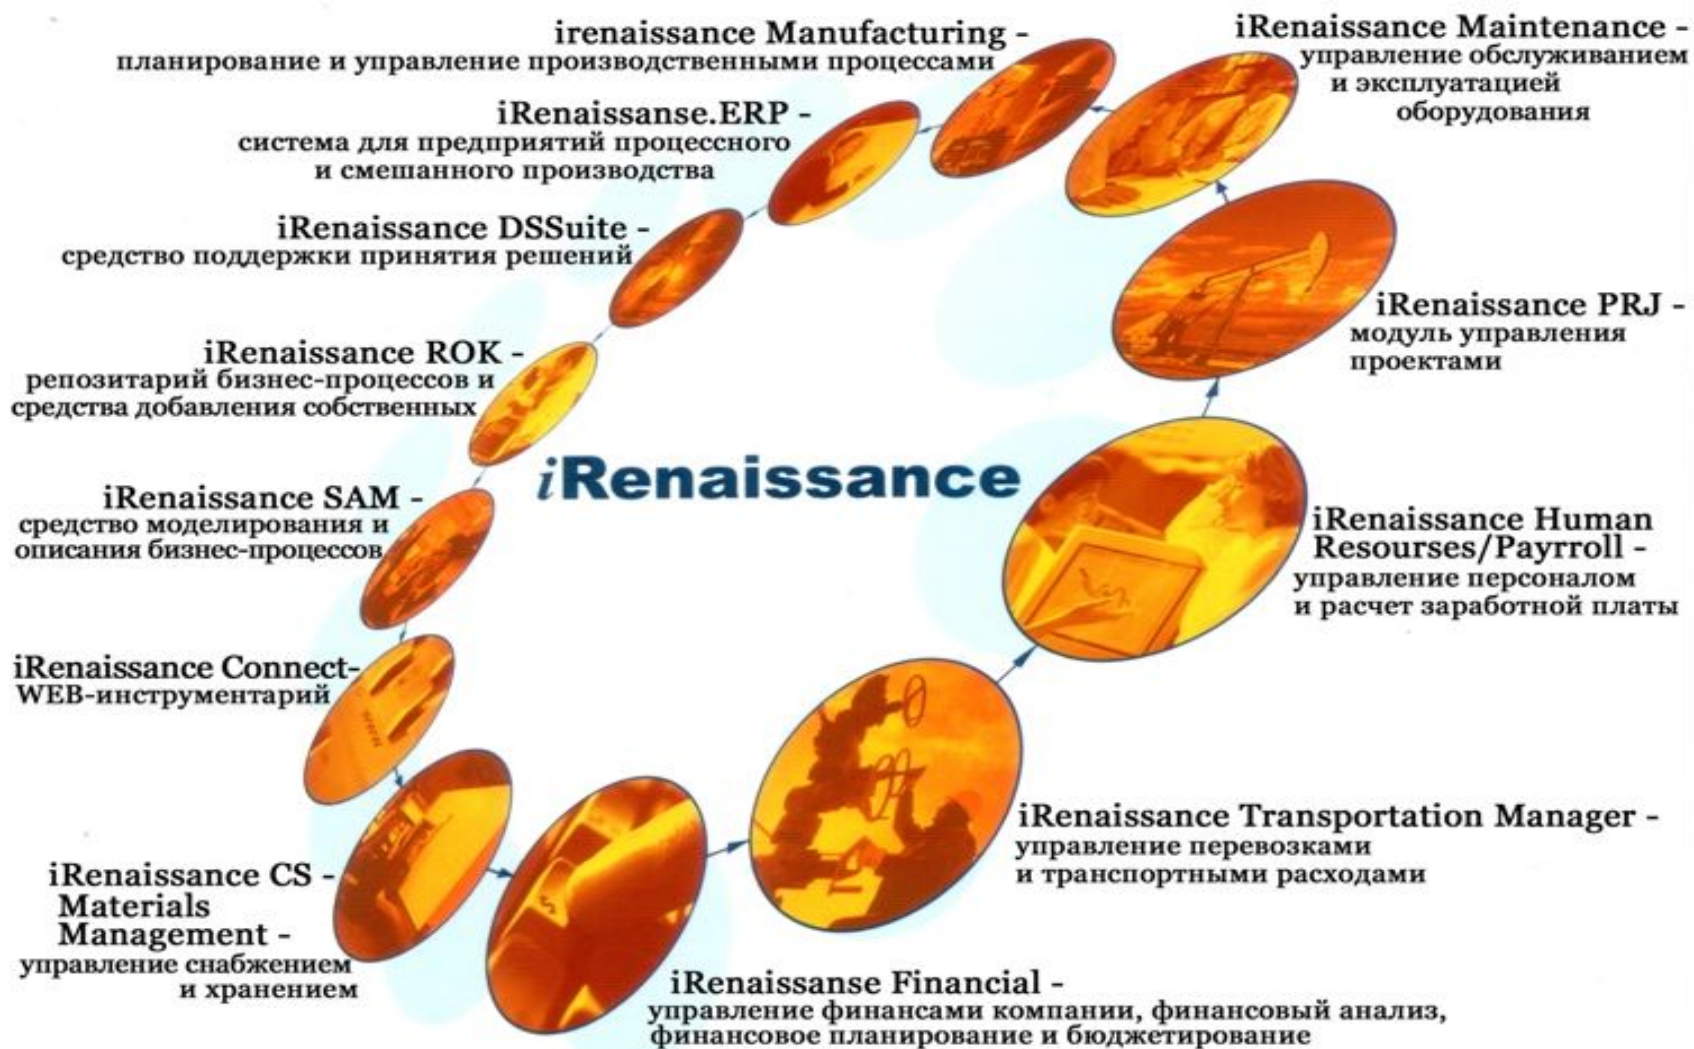 irenaissance Manufacturing -
планирование и управление производственными процессами
iRenaissance Maintenance -
управление обслуживанием
и эксплуатацией
оборудования
iRenaissanse.ERP -
система для предприятий процессного
и смешанного производства
iRenaissance DSSuite -
средство поддержки принятия решений
iRenaissance PRJ -
модуль управления
проектами
iRenaissance ROK -
репозитарий бизнес-процессов и
средства добавления собственных
iRenaissance
iRenaissance SAM -
средство моделирования и
описания бизнес-процессов
iRenaissance Human
Resourses/Payrroll -
управление персоналом
и расчет заработной платы
iRenaissance Connect-
WEB-инструментарий
iRenaissance Transportation Manager -
управление перевозками
и транспортными расходами
iRenaissance CS -
Materials
Management -
управление снабжением
и хранением
iRenaissanse Financial -
управление финансами компании, финансовый анализ,
финансовое планирование и бюджетирование